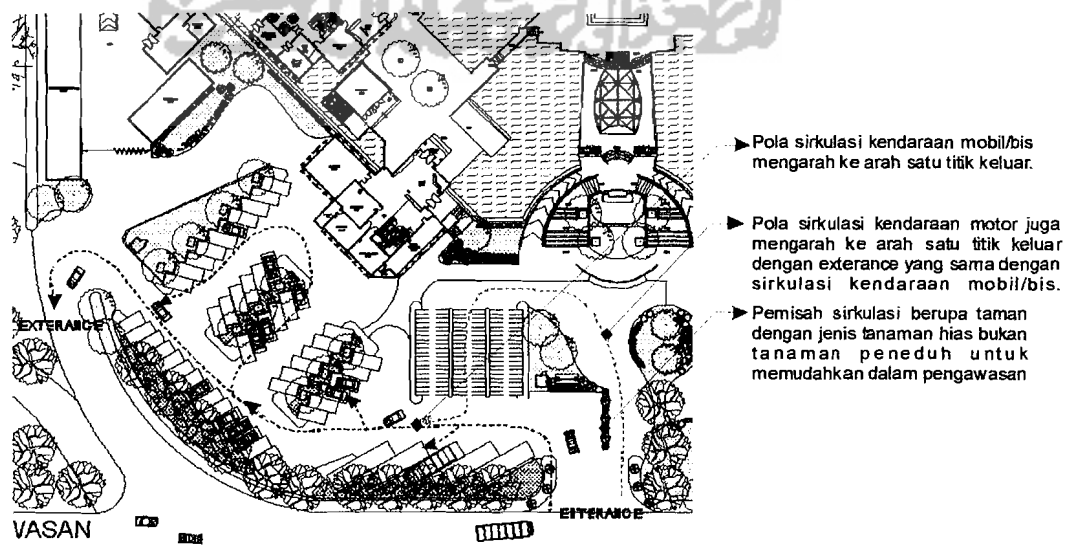 Pola sirkulasi kendaraan mobil/bis
mengarah ke arah satu titik keluar.
Pola sirkulasi kendaraan motor juga
mengarah ke arah satu titik keluar
dengan exterance yang sama dengan
sirkulasi kendaraan mobil/bis.
Pemisah sirkulasi berupa taman
dengan jenis tanaman hias bukan
tanaman peneduh untuk
memudahkan dalam pengawasan
EXTERANCE
ENTERANCE
VASAN